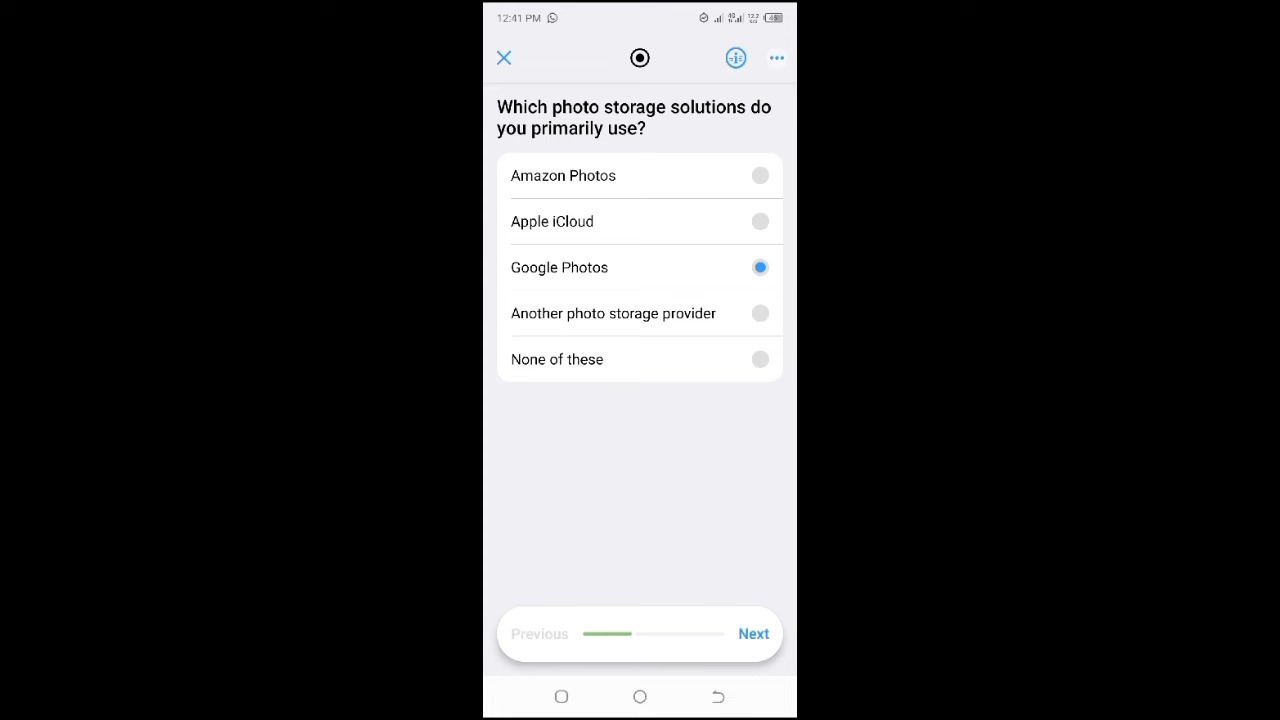 12:41 PM
Which photo storage solutions do
you primarily use?
Amazon Photos
Apple iCloud
Google Photos
Another photo storage provider
None of these
Previous
Next